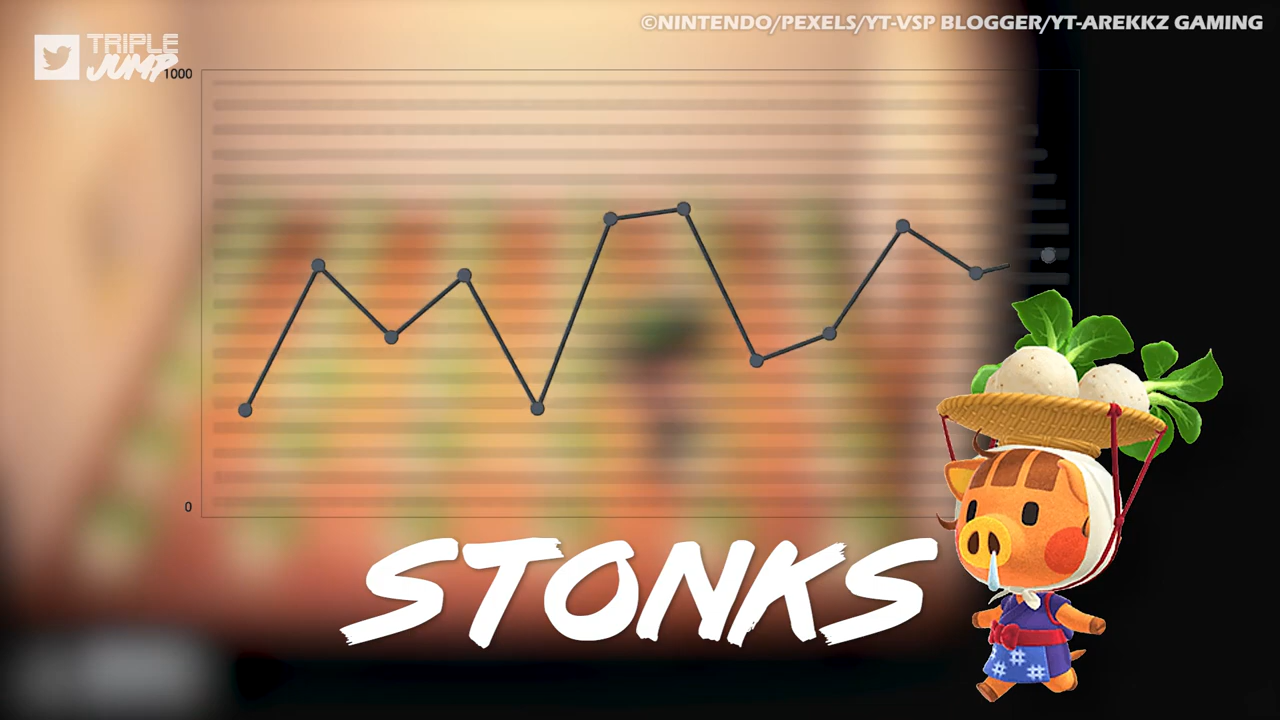 ©NINTENDO/PEXELS/YT-VSP BLOGGER/YT-AREKKZ GAMING
TRIPLE
JUMP
1000
0
STONKS